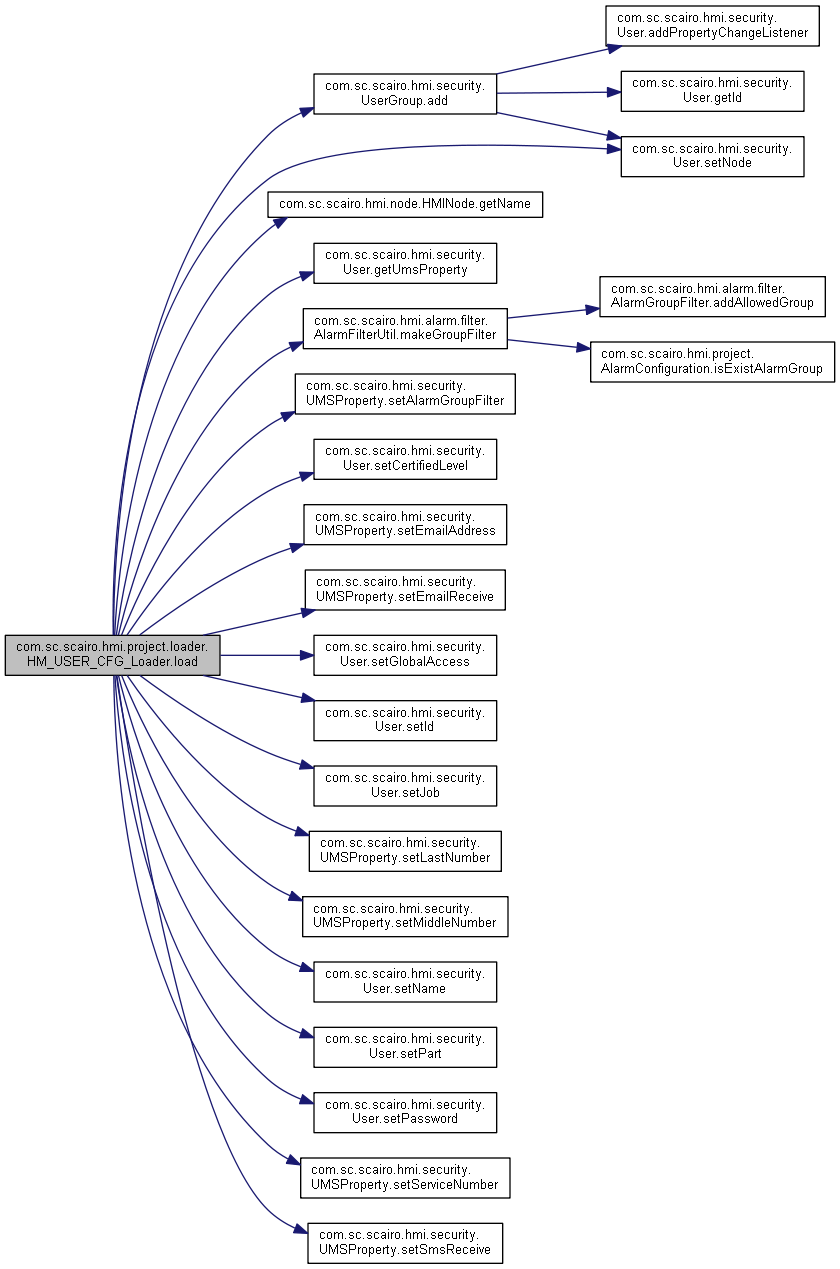 com.sc.scairo.hmi.security.
User.addPropertyChangeListener
com.sc.scairo.hmi.security.
UserGroup.add
com.sc.scairo.hmi.security.
User.getId
com.sc.scairo.hmi.security.
User.setNode
com.sc.scairo.hmi.node.HMINode.getName
com.sc.scairo.hmi.security.
User.getUmsProperty
com.sc.scairo.hmi.alarm.filter.
AlarmGroupFilter.addAllowedGroup
com.sc.scairo.hmi.alarm.filter.
AlarmFilterUtil.makeGroupFilter
com.sc.scairo.hmi.project.
AlarmConfiguration.isExistAlarmGroup
com.sc.scairo.hmi.security.
UMSProperty.setAlarmGroupFilter
com.sc.scairo.hmi.security.
User.setCertifiedLevel
com.sc.scairo.hmi.security.
UMSProperty.setEmailAddress
com.sc.scairo.hmi.security.
UMSProperty.setEmailReceive
com.sc.scairo.hmi.project.loader.
HM_USER_CFG_Loader.load
com.sc.scairo.hmi.security.
User.setGlobalAccess
com.sc.scairo.hmi.security.
User.setId
com.sc.scairo.hmi.security.
User.setJob
com.sc.scairo.hmi.security.
UMSProperty.setLastNumber
com.sc.scairo.hmi.security.
UMSProperty.setMiddleNumber
com.sc.scairo.hmi.security.
User.setName
com.sc.scairo.hmi.security.
User.setPart
com.sc.scairo.hmi.security.
User.setPassword
com.sc.scairo.hmi.security.
UMSProperty.setServiceNumber
com.sc.scairo.hmi.security.
UMSProperty.setSmsReceive